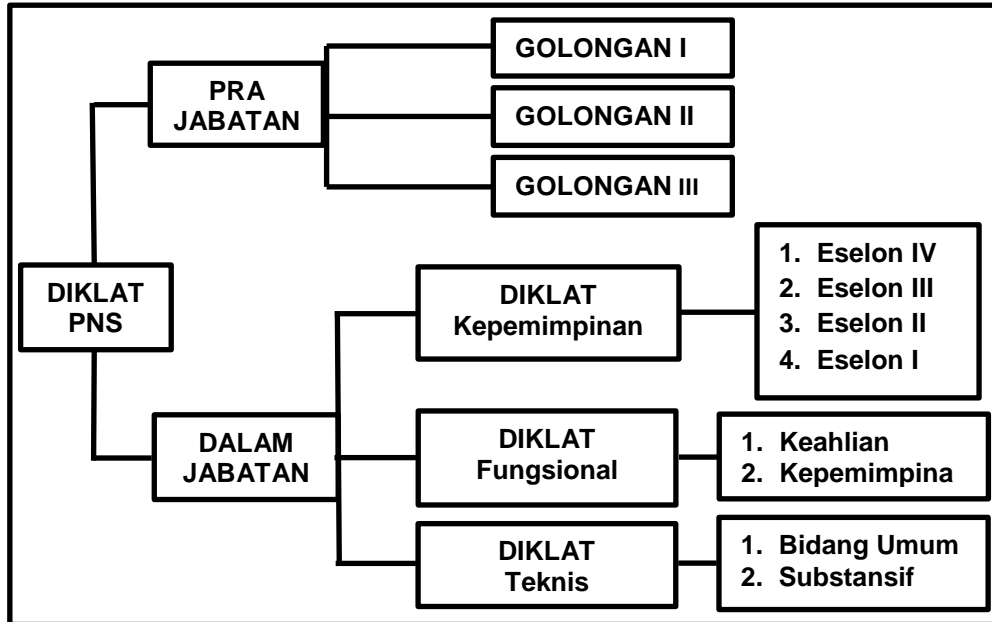 GOLONGAN I
PRA
JABATAN
GOLONGAN II
GOLONGAN III
DIKLAT
PNS
DIKLAT
Kepemimpinan
1. Eselon IV
2. Eselon III
3. Eselon II
4. Eselon I
DALAM
JABATAN
DIKLAT
Fungsional
1. Keahlian
2. Kepemimpina
DIKLAT
Teknis
1. Bidang Umum
2. Substansif